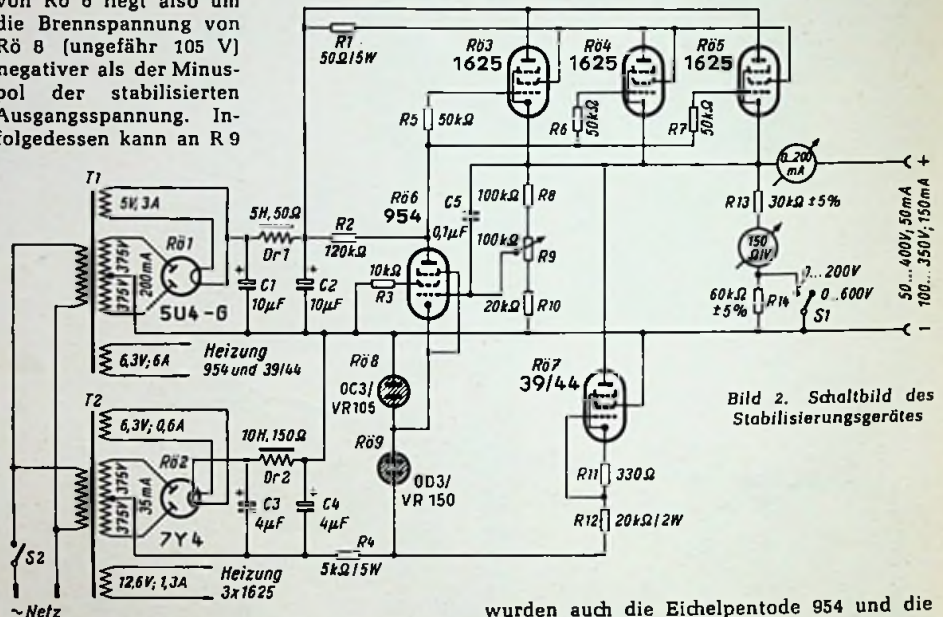 von Rö 6 liegt also um
die Brennspannung von
Rö 8 (ungefähr 105 V)
negativer als der Minus-
pol der stabilisierten
Ausgangsspannung. In-
folgedessen kann an R 9
R1
50Ω/5W
Rö3
1625
Rö4
1625
Rö5
1625
R5
50kΩ
R6
50kΩ
R7
50kΩ
0...200
mA
+
T1
5V, 3A
375V
375V
200mA
Rö1
5U4-G
5H, 50Ω
Dr1
+
C1
10µF
+
C2
10µF
R2
120kΩ
Rö6
954
C5
0,1µF
100kΩ
R8
100kΩ
R9
20kΩ
R10
10kΩ
R3
R13
30kΩ ±5%
150
Ω/V
60kΩ
±5%
R14
0...200V
0...600V
S1
50...400V; 50mA
100...350V; 150mA
-
6,3V; 6A
Heizung
954 und 39/44
Rö8
OC3/
VR105
Rö7
39/44
Bild 2. Schaltbild des
Stabilisierungsgerätes
T2
6,3V; 0,6A
375V
375V
35mA
Rö2
7Y4
10H, 150Ω
Dr2
+
C3
4µF
+
C4
4µF
Rö9
OD3/
VR 150
R11
330Ω
R12
20kΩ/2W
R4
5kΩ/5W
S2
12,6V; 1,3A
Heizung
3x1625
~Netz
wurden auch die Eichelpentode 954 und die